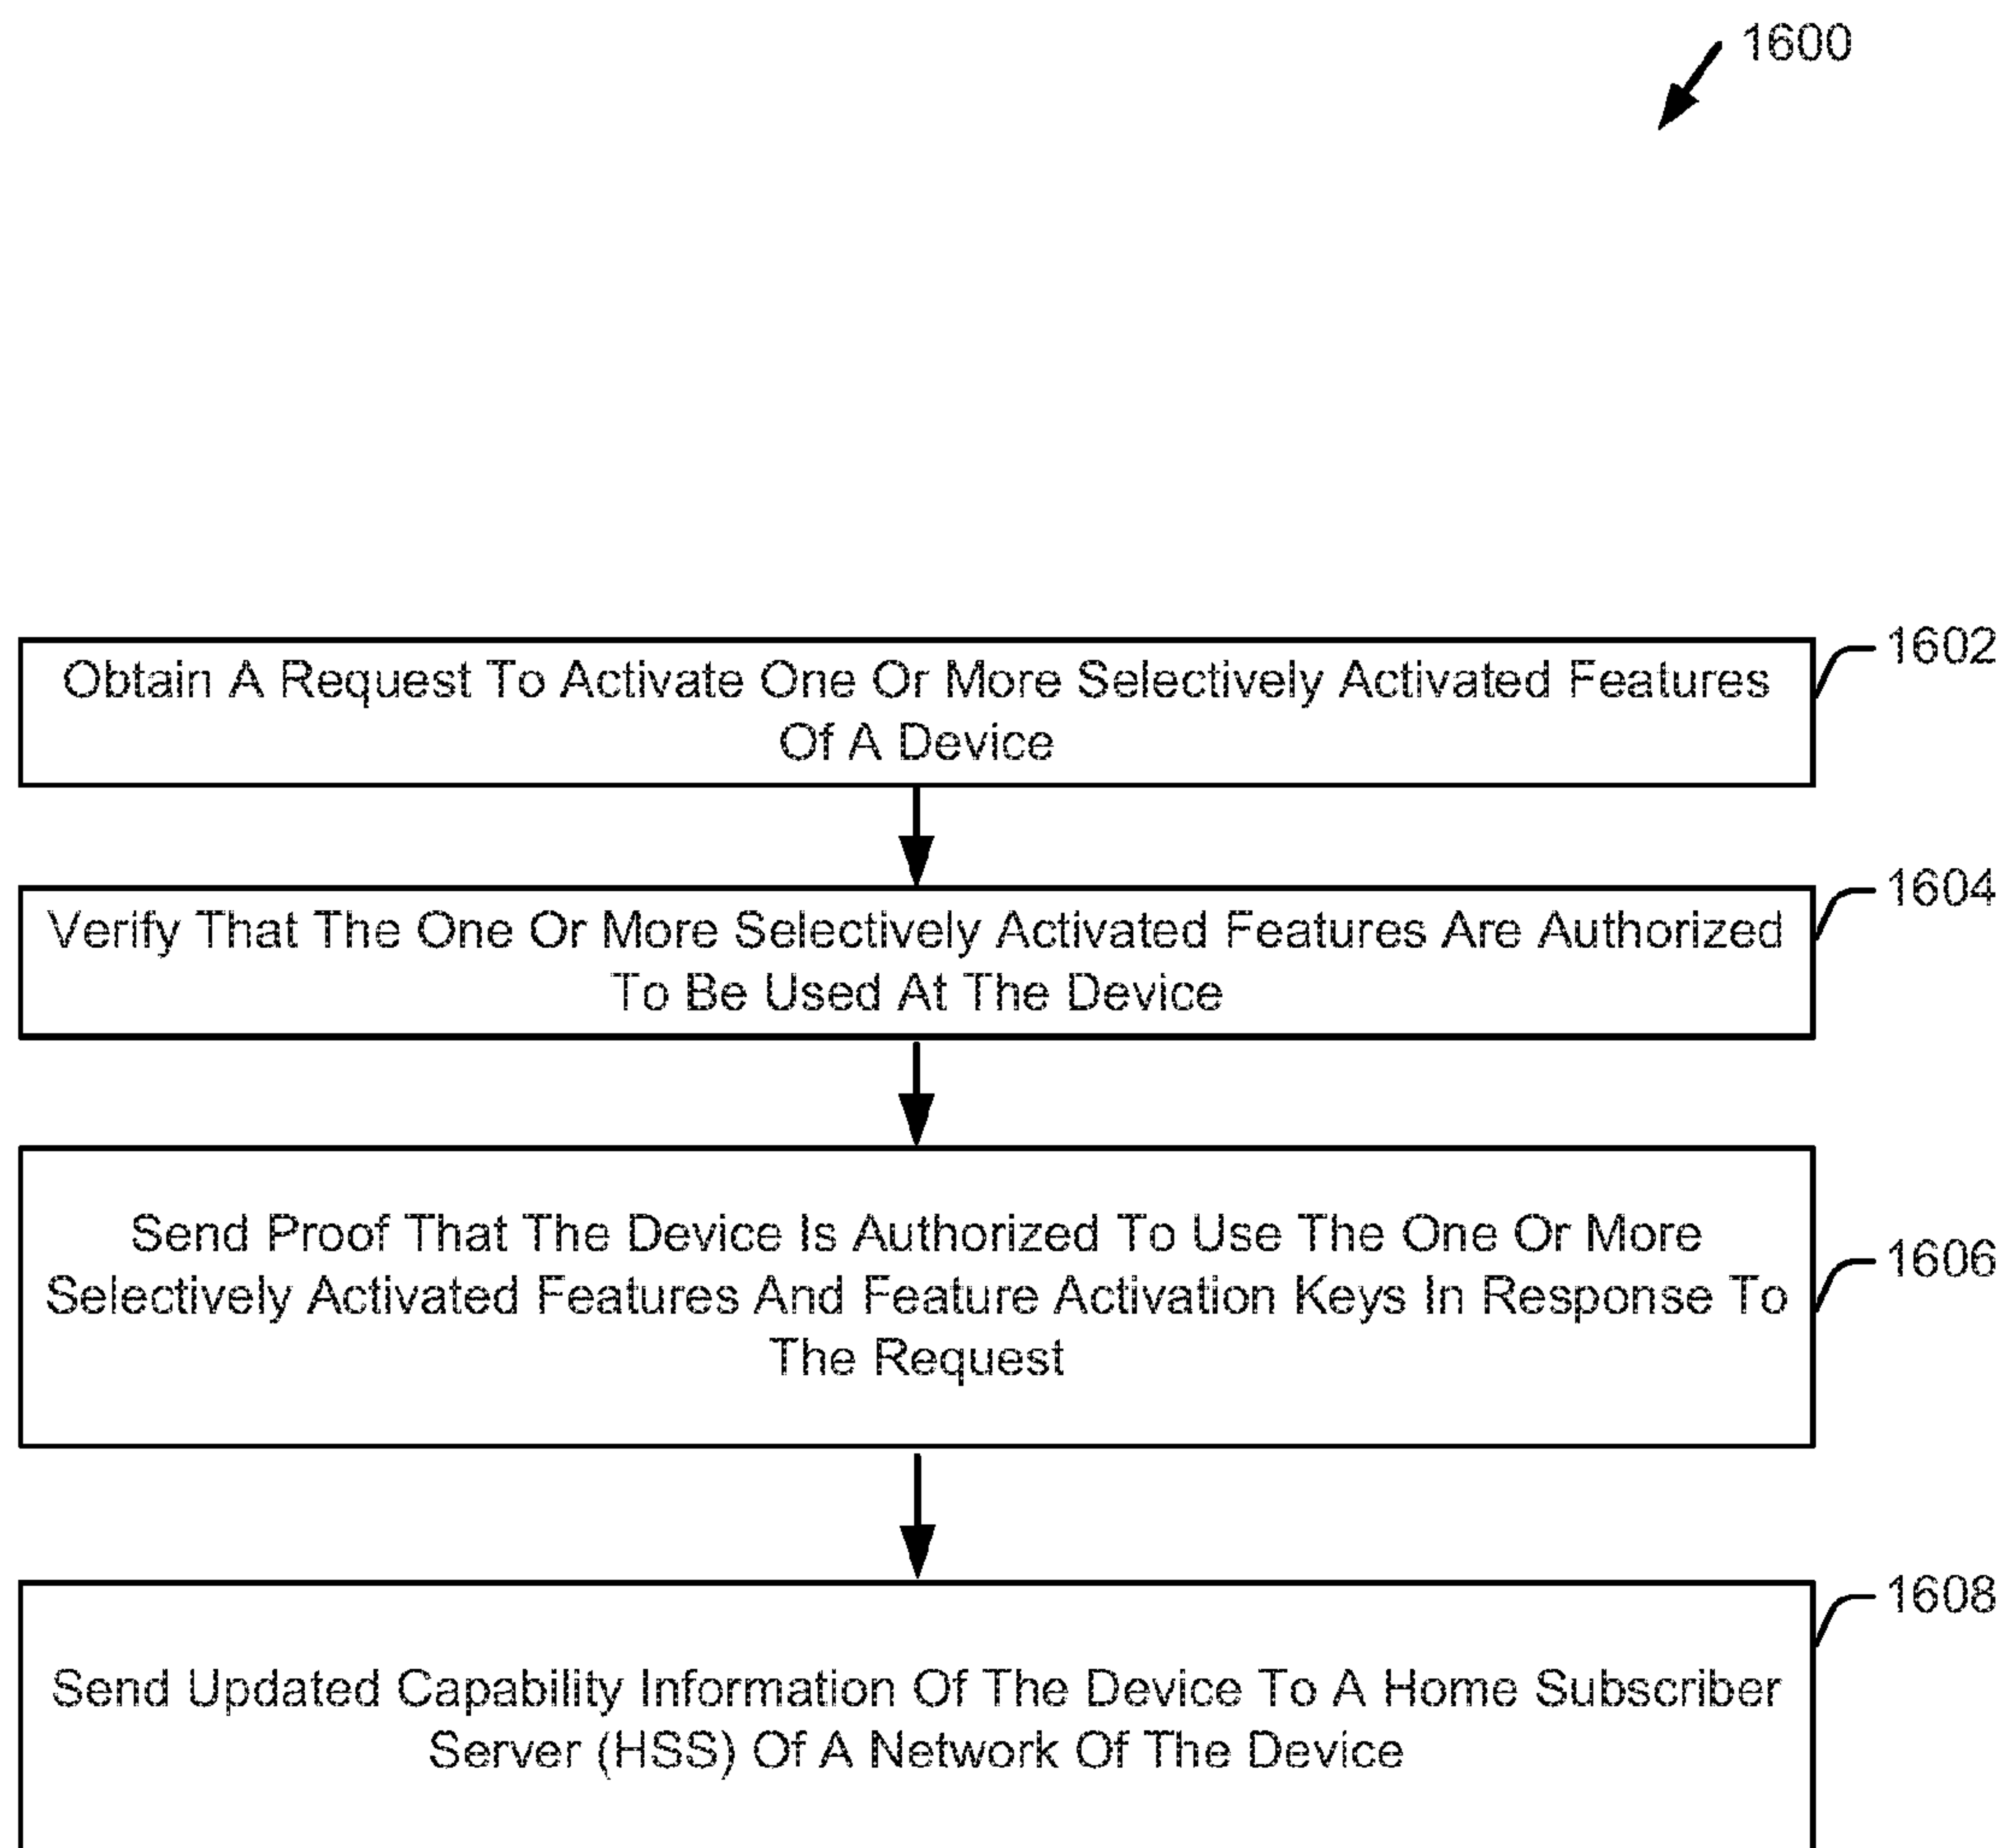 1600
Obtain A Request To Activate One Or More Selectively Activated Features
Of A Device
1602
Verify That The One Or More Selectively Activated Features Are Authorized
To Be Used At The Device
1604
Send Proof That The Device Is Authorized To Use The One Or More
Selectively Activated Features And Feature Activation Keys In Response To
The Request
1606
Send Updated Capability Information Of The Device To A Home Subscriber
Server (HSS) Of A Network Of The Device
1608